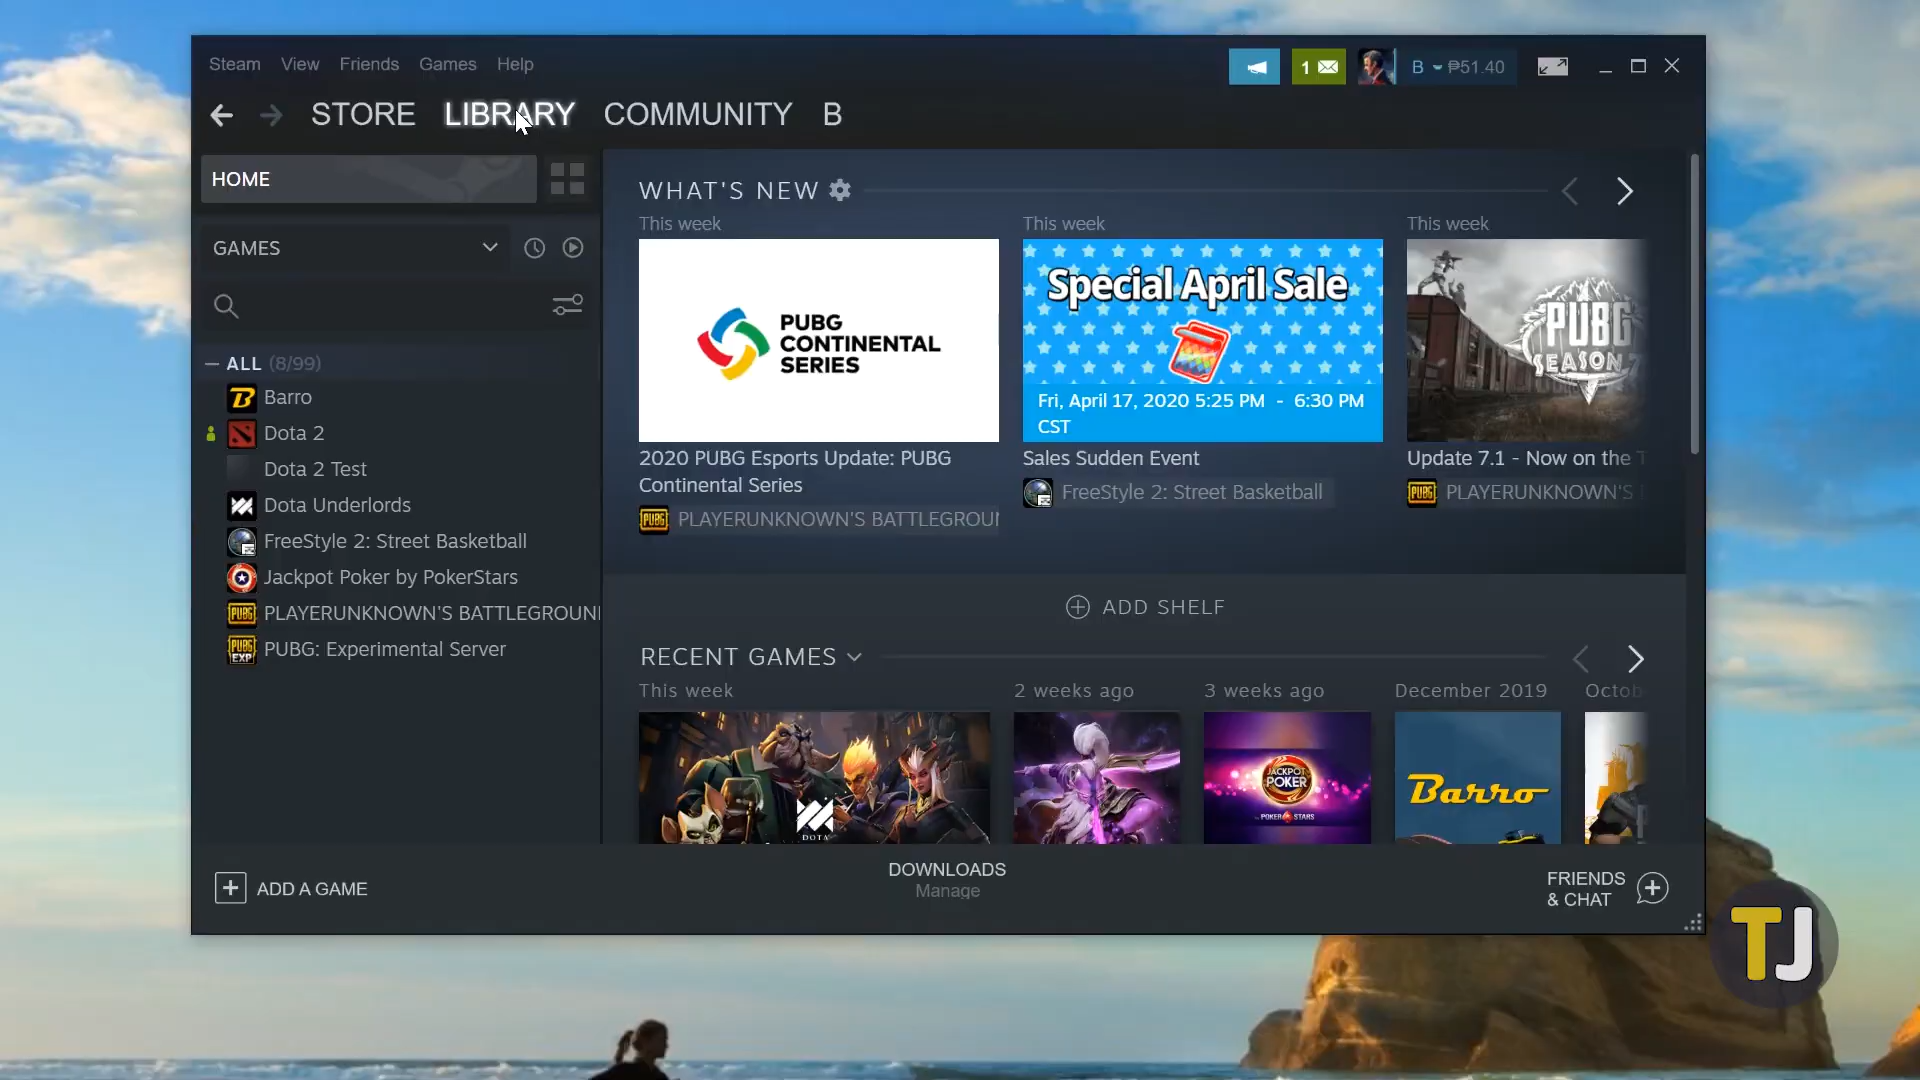 Steam View Friends Games Help
1 B ₱51.40
STORE LIBRARY COMMUNITY B
HOME
GAMES
ALL (8/99)
Barro
Dota 2
Dota 2 Test
Dota Underlords
FreeStyle 2: Street Basketball
Jackpot Poker by PokerStars
PLAYERUNKNOWN'S BATTLEGROUN
PUBG: Experimental Server
WHAT'S NEW
This week
PUBG
CONTINENTAL
SERIES
2020 PUBG Esports Update: PUBG
Continental Series
PUBG PLAYERUNKNOWN'S BATTLEGROU
This week
Special April Sale
Fri, April 17, 2020 5:25 PM - 6:30 PM
CST
Sales Sudden Event
FreeStyle 2: Street Basketball
This week
PUBG
SEASON 7
Update 7.1 - Now on the T
PUBG PLAYERUNKNOWN'S
ADD SHELF
RECENT GAMES
This week 2 weeks ago 3 weeks ago December 2019 Octob
DOTA
JACKPOT
POKER
POKERSTARS
Barro
ADD A GAME
DOWNLOADS
Manage
FRIENDS
& CHAT
TJ